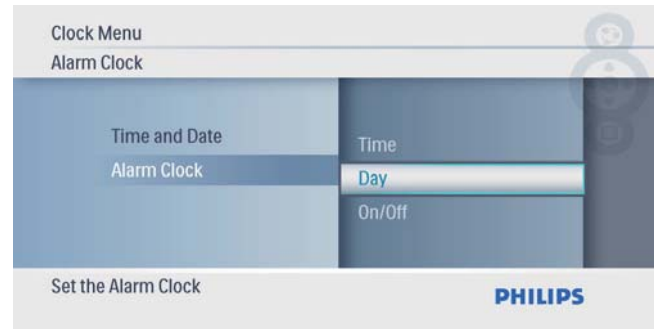 Clock Menu
Alarm Clock
Time and Date
Alarm Clock
Time
Day
On/Off
Set the Alarm Clock
PHILIPS